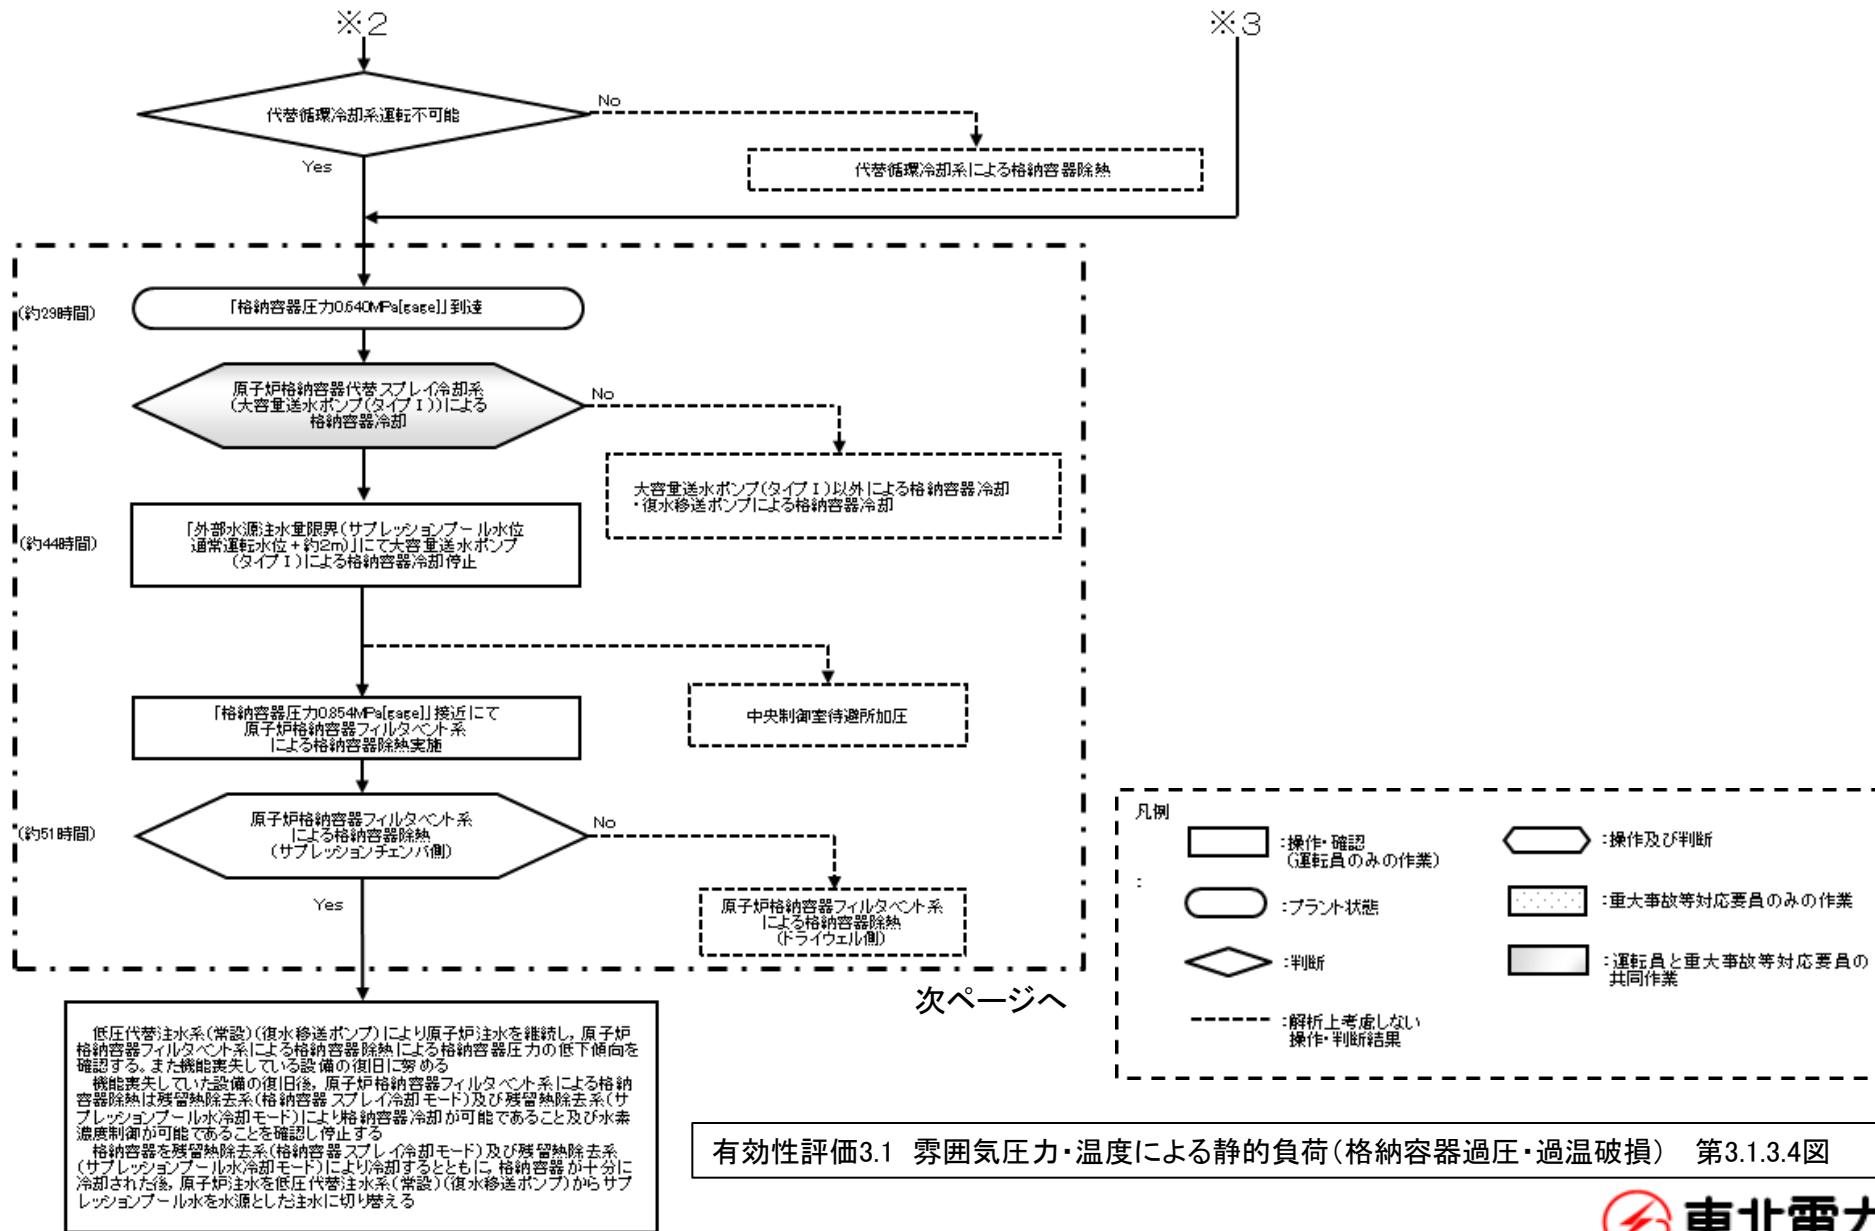 ※2
※3
代替循環冷却系運転不可能
No
Yes
代替循環冷却系による格納容器除熱
(約29時間)
「格納容器圧力0.640MPa[gage]」到達
原子炉格納容器代替スプレイ冷却系
(大容量送水ポンプ(タイプⅠ))による
格納容器冷却
No
大容量送水ポンプ(タイプⅠ)以外による格納容器冷却
・復水移送ポンプによる格納容器冷却
(約44時間)
「外部水源注水量限界(サプレッションプール水位
通常運転水位+約2m)」にて大容量送水ポンプ
(タイプⅠ)による格納容器冷却停止
中央制御室待避所加圧
「格納容器圧力0.854MPa[gage]」接近にて
原子炉格納容器フィルタベント系
による格納容器除熱実施
(約51時間)
原子炉格納容器フィルタベント系
による格納容器除熱
(サプレッションチェンバ側)
No
Yes
原子炉格納容器フィルタベント系
による格納容器除熱
(ドライウェル側)
次ページへ
低圧代替注水系(常設)(復水移送ポンプ)により原子炉注水を継続し，原子炉
格納容器フィルタベント系による格納容器除熱による格納容器圧力の低下傾向を
確認する。また機能喪失している設備の復旧に努める
機能喪失していた設備の復旧後，原子炉格納容器フィルタベント系による格納
容器除熱は残留熱除去系(格納容器スプレイ冷却モード)及び残留熱除去系(サ
プレッションプール水冷却モード)により格納容器冷却が可能であること及び水素
濃度制御が可能であることを確認し停止する
格納容器を残留熱除去系(格納容器スプレイ冷却モード)及び残留熱除去系
(サプレッションプール水冷却モード)により冷却するとともに，格納容器が十分に
冷却された後，原子炉注水を低圧代替注水系(常設)(復水移送ポンプ)からサプ
レッションプール水を水源とした注水に切り替える
凡例
:
:操作・確認
(運転員のみの作業)
:操作及び判断
:プラント状態
:重大事故等対応要員のみの作業
:判断
:運転員と重大事故等対応要員の
共同作業
:解析上考慮しない
操作・判断結果
有効性評価3.1 雰囲気圧力・温度による静的負荷(格納容器過圧・過温破損) 第3.1.3.4図
東北電力